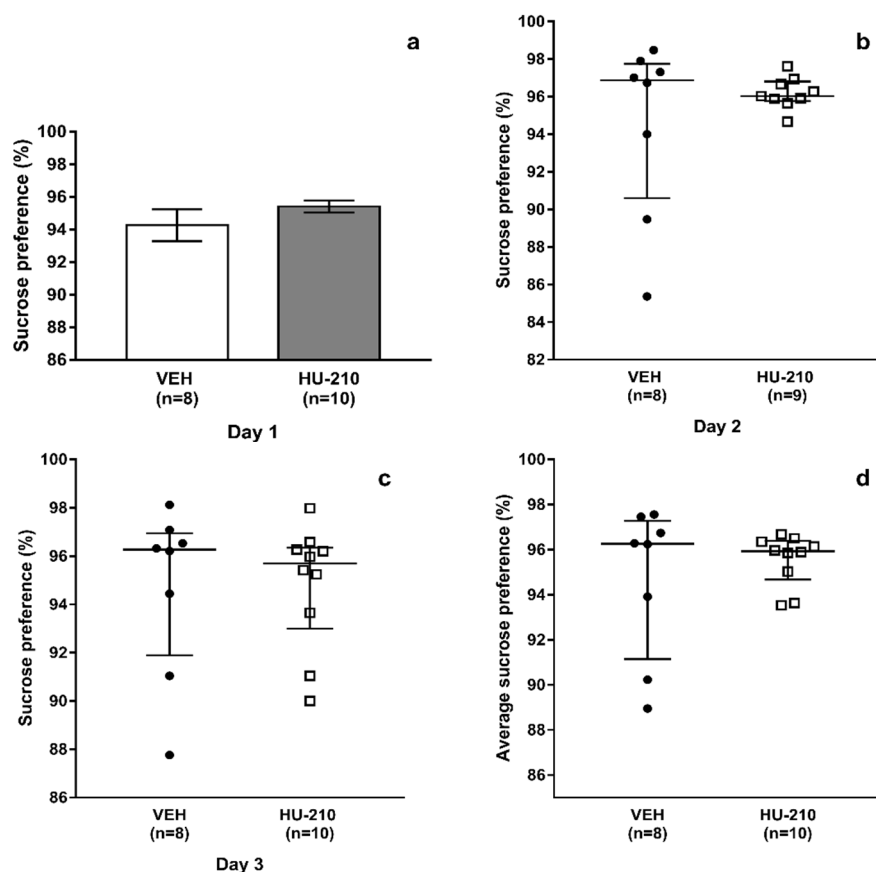 a
Sucrose preference (%)
100
98
96
94
92
90
88
86
VEH
(n=8)
HU-210
(n=10)
Day 1
b
Sucrose preference (%)
100
98
96
94
92
90
88
86
84
82
VEH
(n=8)
HU-210
(n=9)
Day 2
c
Sucrose preference (%)
100
98
96
94
92
90
88
86
VEH
(n=8)
HU-210
(n=10)
Day 3
d
Average sucrose preference (%)
100
98
96
94
92
90
88
86
VEH
(n=8)
HU-210
(n=10)